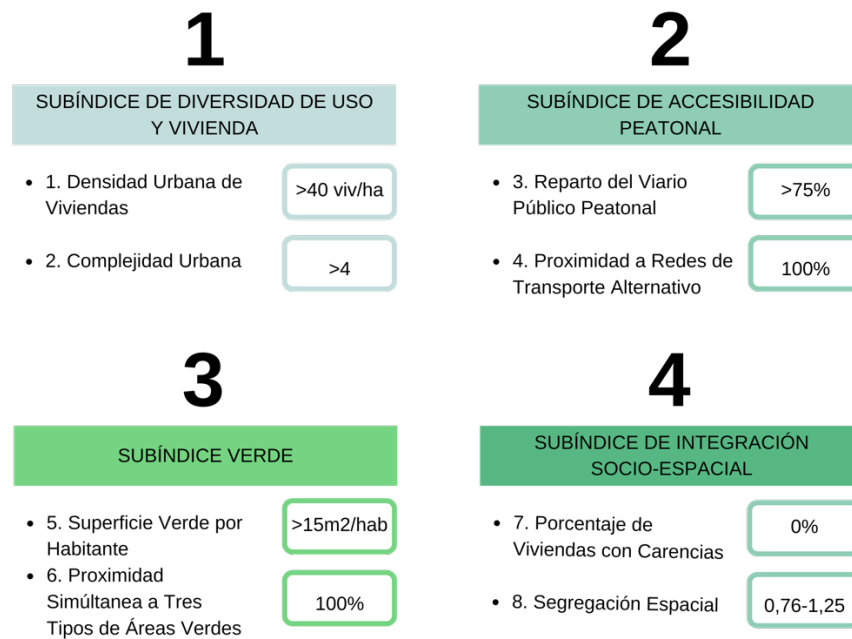 1
SUBÍNDICE DE DIVERSIDAD DE USO
Y VIVIENDA
• 1. Densidad Urbana de
Viviendas
>40 viv/ha
• 2. Complejidad Urbana
>4
2
SUBÍNDICE DE ACCESIBILIDAD
PEATONAL
• 3. Reparto del Viario
Público Peatonal
>75%
• 4. Proximidad a Redes de
Transporte Alternativo
100%
3
SUBÍNDICE VERDE
• 5. Superficie Verde por
Habitante
>15m2/hab
• 6. Proximidad
Simúltanea a Tres
Tipos de Áreas Verdes
100%
4
SUBÍNDICE DE INTEGRACIÓN
SOCIO-ESPACIAL
• 7. Porcentaje de
Viviendas con Carencias
0%
• 8. Segregación Espacial
0,76-1,25